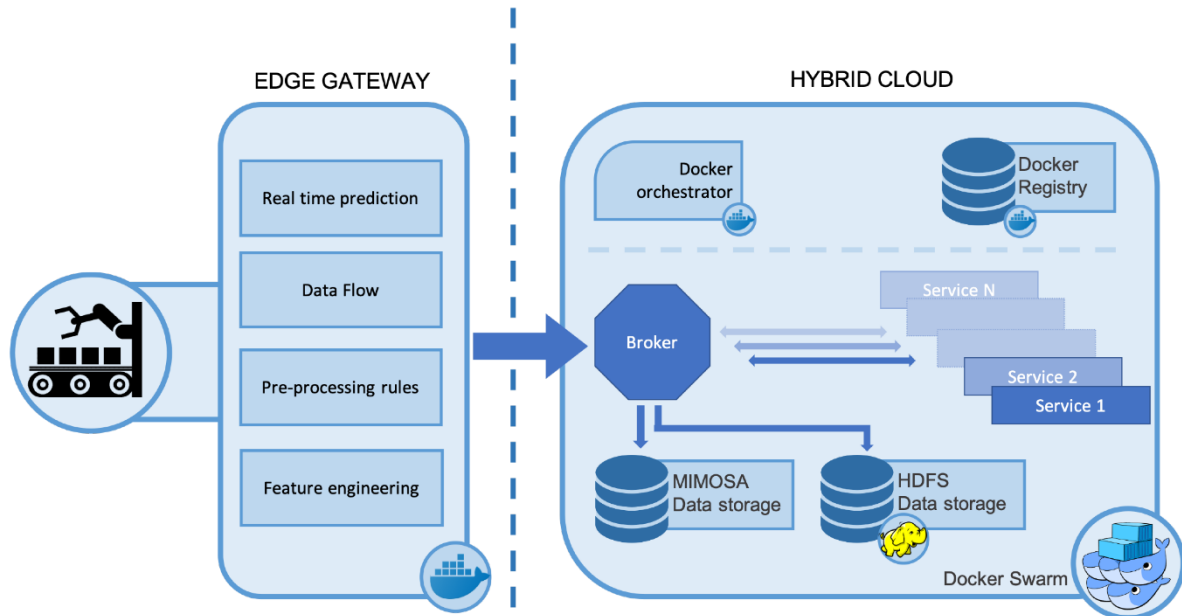 EDGE GATEWAY
Real time prediction
Data Flow
Pre-processing rules
Feature engineering
HYBRID CLOUD
Docker
orchestrator
Docker
Registry
Broker
Service N
Service 2
Service 1
MIMOSA
Data storage
HDFS
Data storage
Docker Swarm